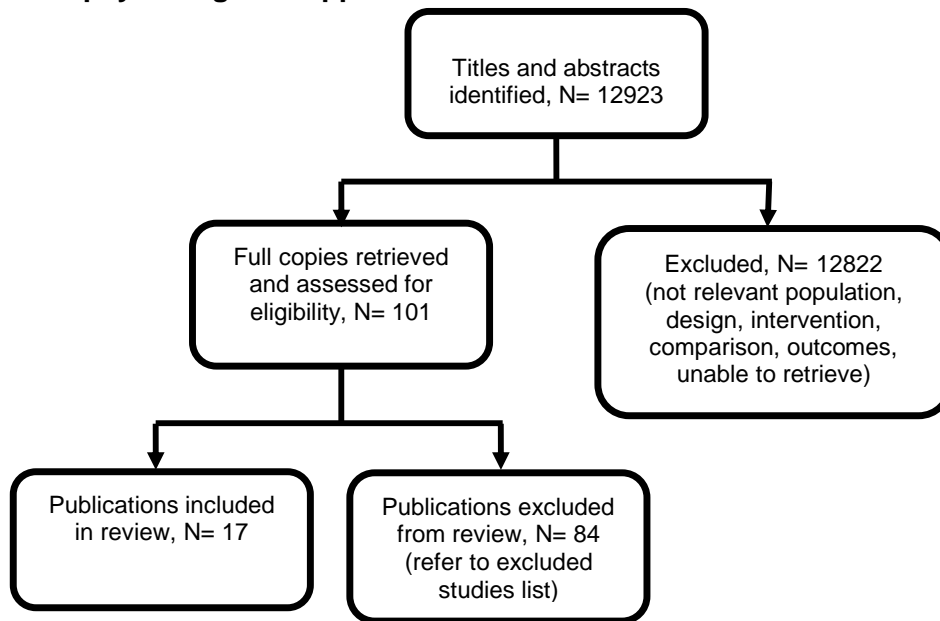 Titles and abstracts
identified, N= 12923
Full copies retrieved
and assessed for
eligibility, N= 101
Excluded, N= 12822
(not relevant population,
design, intervention,
comparison, outcomes,
unable to retrieve)
Publications included
in review, N= 17
Publications excluded
from review, N= 84
(refer to excluded
studies list)